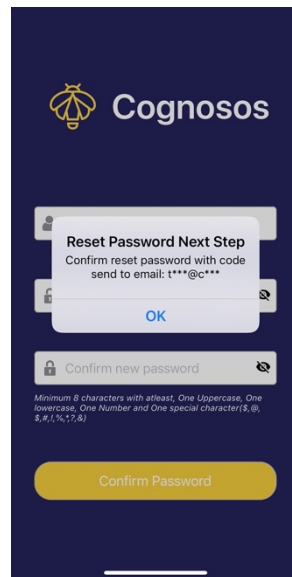 Cognosos
Reset Password Next Step
Confirm reset password with code
send to email: t***@c***
OK
Confirm new password
Minimum 8 characters with atleast, One Uppercase, One
lowercase, One Number and One special character($,@,
$,#,!,%,*,?,&)
Confirm Password